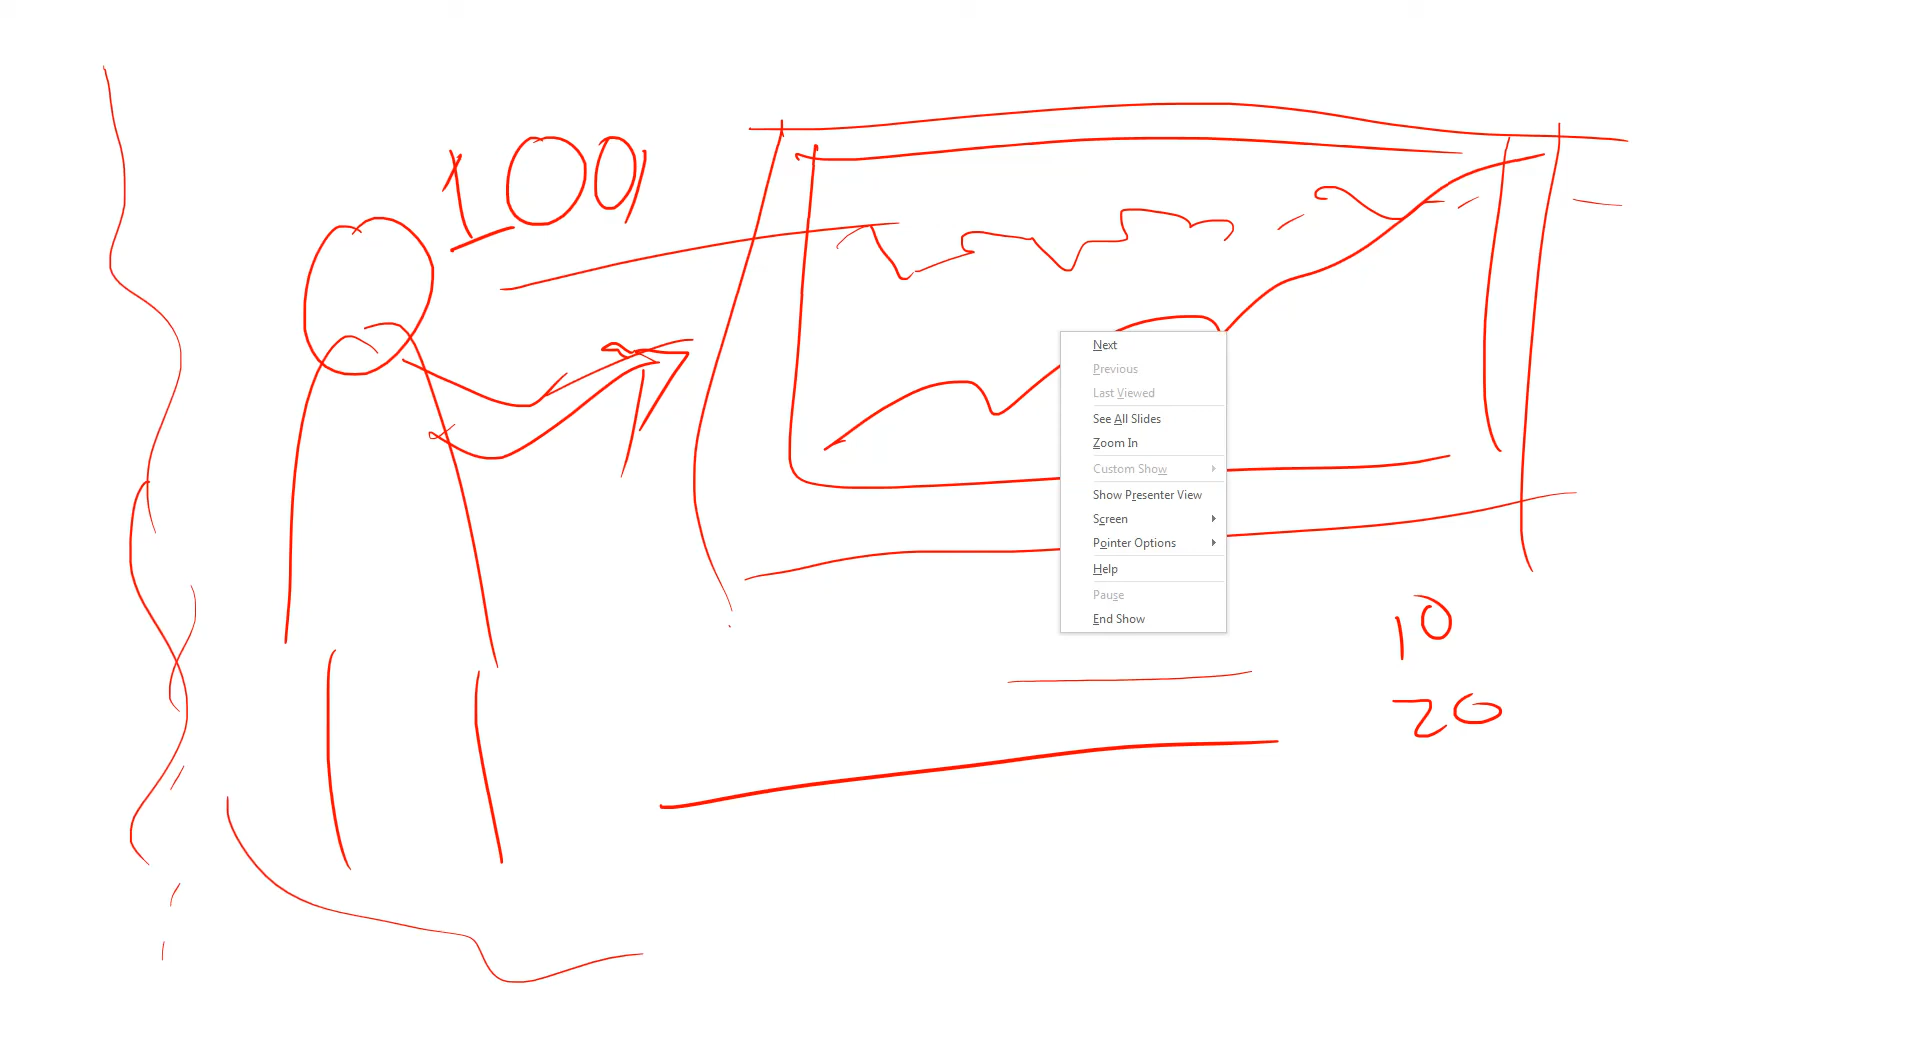 100
Next
Previous
Last Viewed
See All Slides
Zoom In
Custom Show
Show Presenter View
Screen
Pointer Options
Help
Pause
End Show
10
20